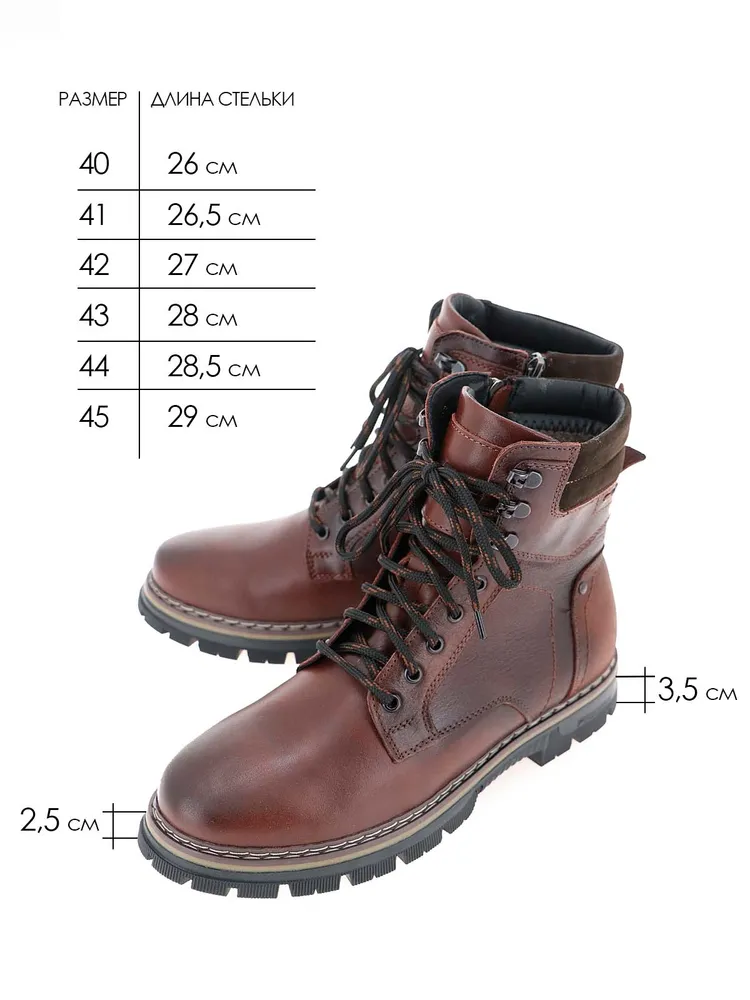 РАЗМЕР ДЛИНА СТЕЛЬКИ
40 26 см
41 26,5 см
42 27 см
43 28 см
44 28,5 см
45 29 см
3,5 см
2,5 см